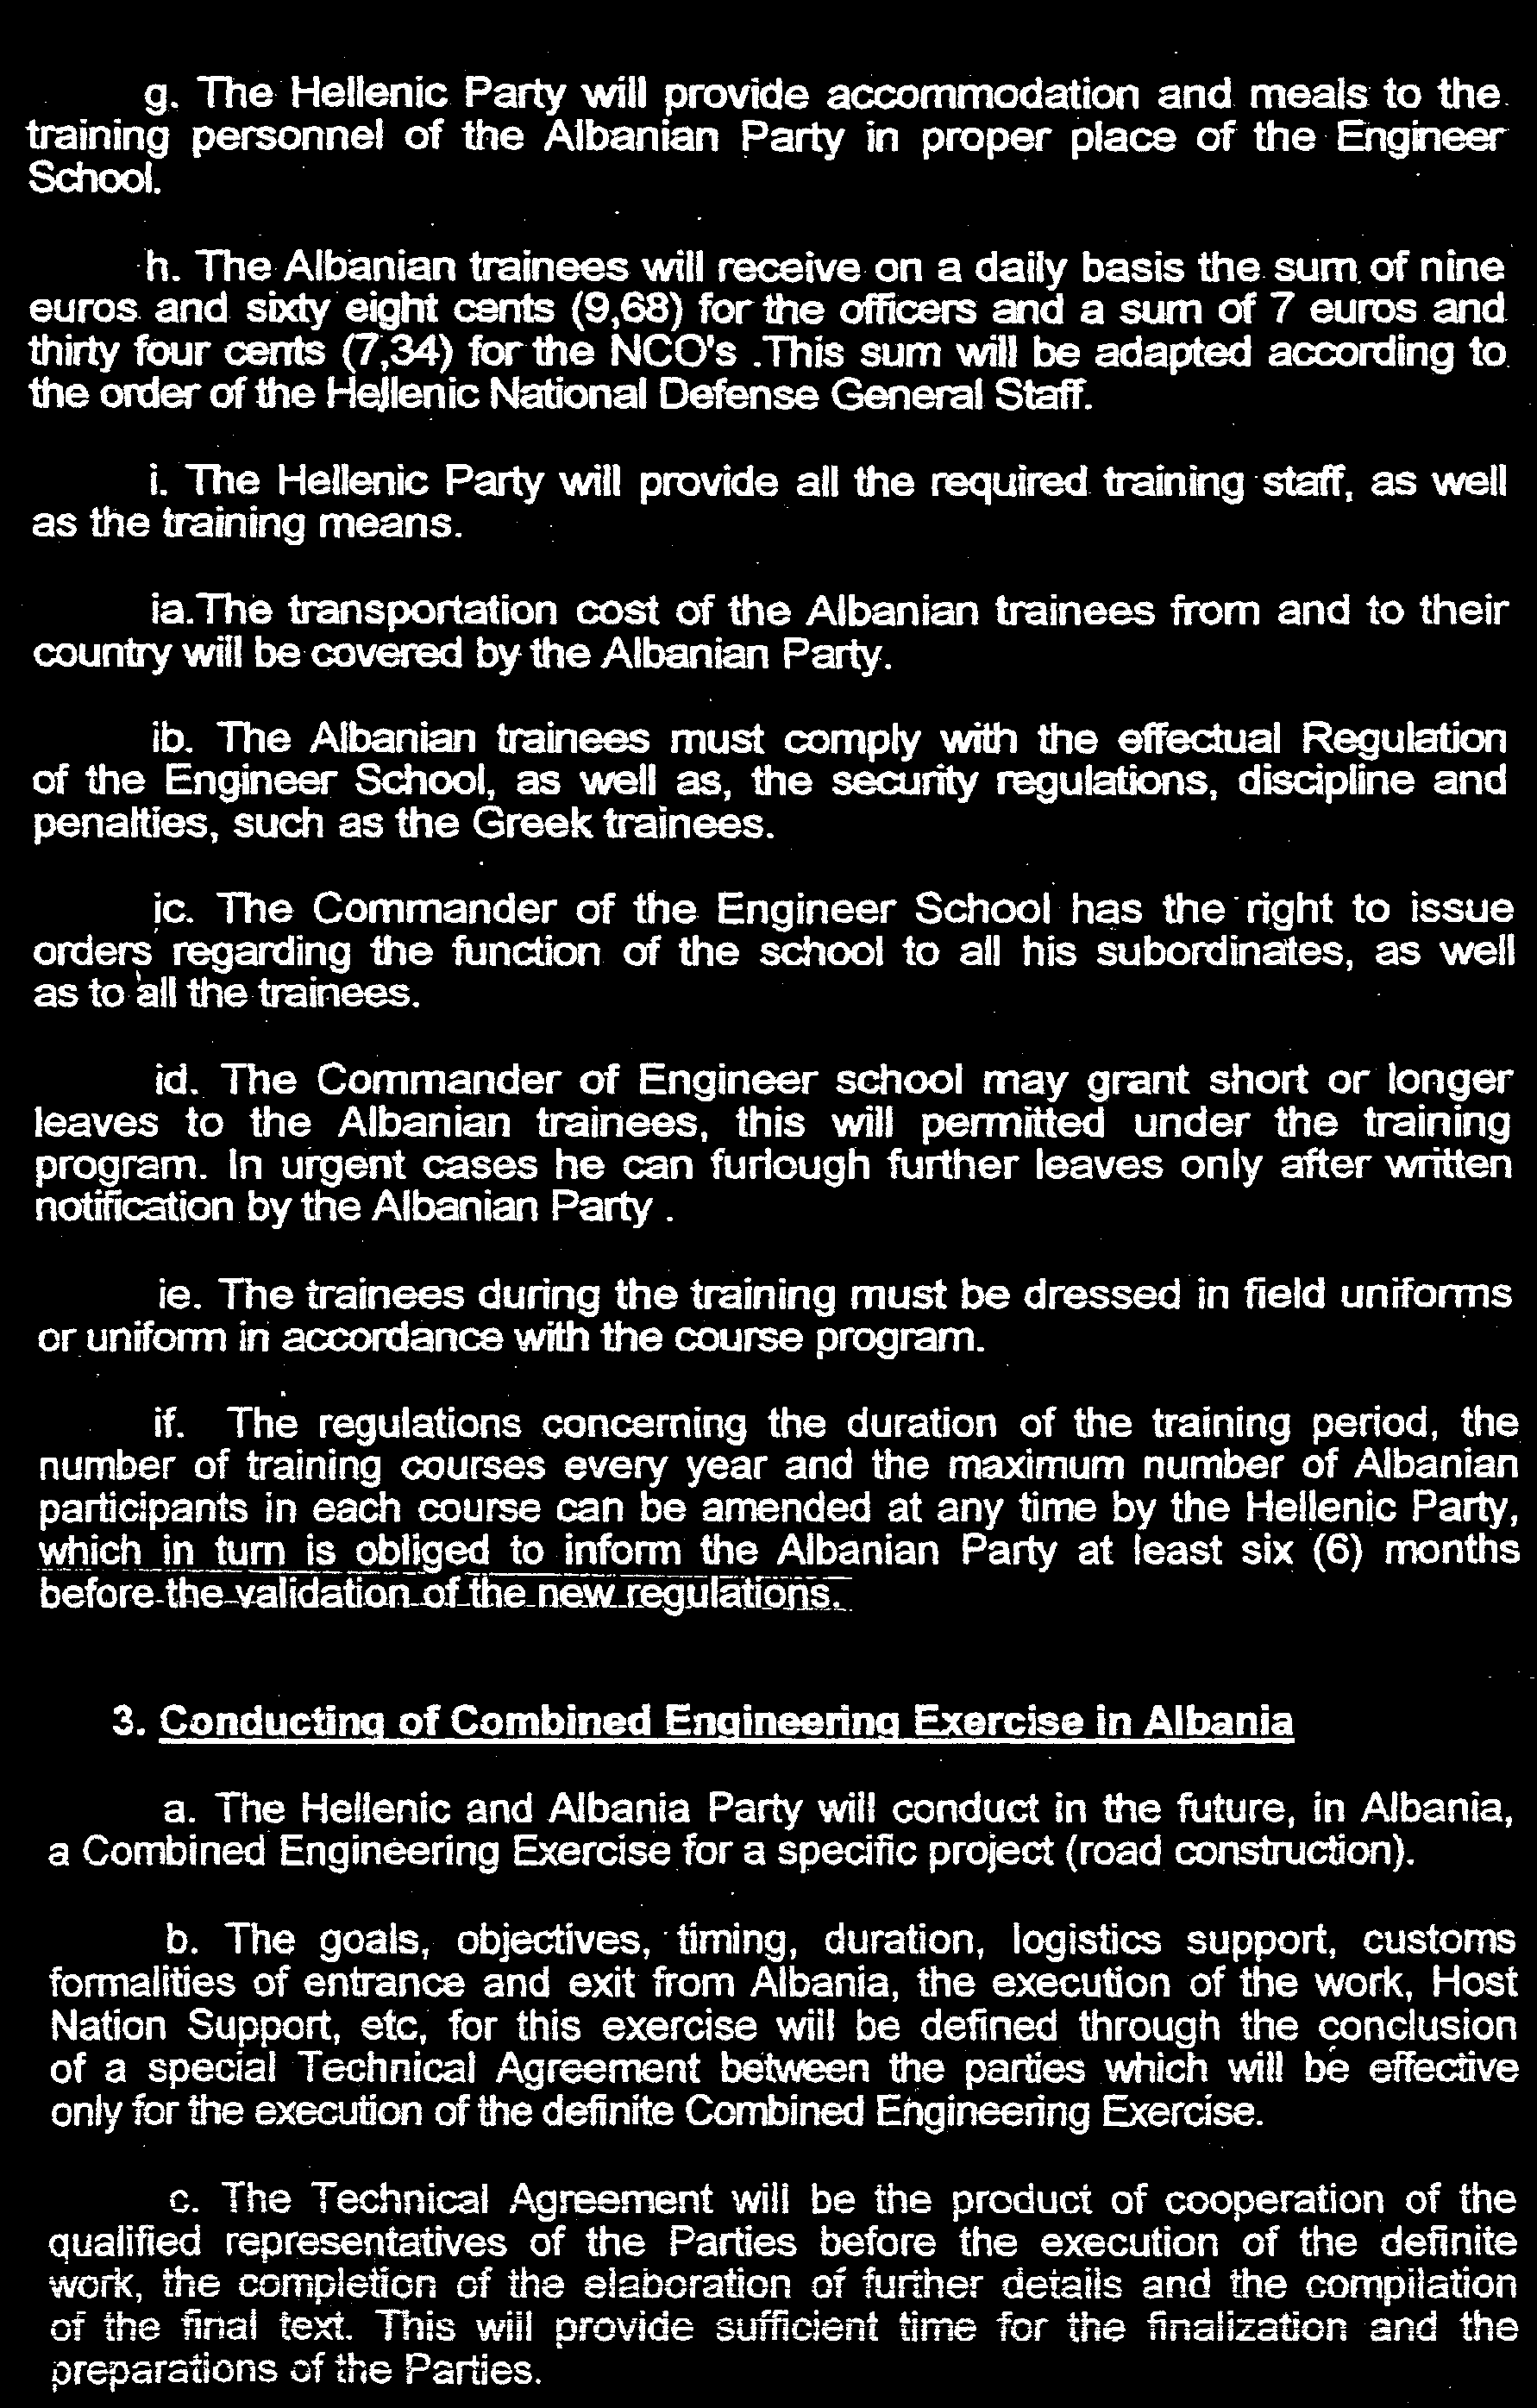 g. The Hellenic Party will provide accommodation and meals to the
training personnel of the Albanian Party in proper place of the Engineer
School.
h. The Albanian trainees will receive on a daily basis the sum of nine
euros and sixty eight cents (9,68) for the officers and a sum of 7 euros and
thirty four cents (7,34) for the NCO's .This sum will be adapted according to
the order of the Hellenic National Defense General Staff.
i. The Hellenic Party will provide all the required training staff, as well
as the training means.
ia.The transportation cost of the Albanian trainees from and to their
country will be covered by the Albanian Party.
ib. The Albanian trainees must comply with the effectual Regulation
of the Engineer School, as well as, the security regulations, discipline and
penalties, such as the Greek trainees.
ic. The Commander of the Engineer School has the right to issue
orders regarding the function of the school to all his subordinates, as well
as to all the trainees.
id. The Commander of Engineer school may grant short or longer
leaves to the Albanian trainees, this will permitted under the training
program. In urgent cases he can furlough further leaves only after written
notification by the Albanian Party .
ie. The trainees during the training must be dressed in field uniforms
or uniform in accordance with the course program.
if. The regulations concerning the duration of the training period, the
number of training courses every year and the maximum number of Albanian
participants in each course can be amended at any time by the Hellenic Party,
which in turn is obliged to inform the Albanian Party at least six (6) months
before the validation of the new regulations.
3. Conducting of Combined Engineering Exercise in Albania
a. The Hellenic and Albania Party will conduct in the future, in Albania,
a Combined Engineering Exercise for a specific project (road construction).
b. The goals, objectives, timing, duration, logistics support, customs
formalities of entrance and exit from Albania, the execution of the work, Host
Nation Support, etc, for this exercise will be defined through the conclusion
of a special Technical Agreement between the parties which will be effective
only for the execution of the definite Combined Engineering Exercise.
c. The Technical Agreement will be the product of cooperation of the
qualified representatives of the Parties before the execution of the definite
work, the completion of the elaboration of further details and the compilation
of the final text. This will provide sufficient time for the finalization and the
preparations of the Parties.